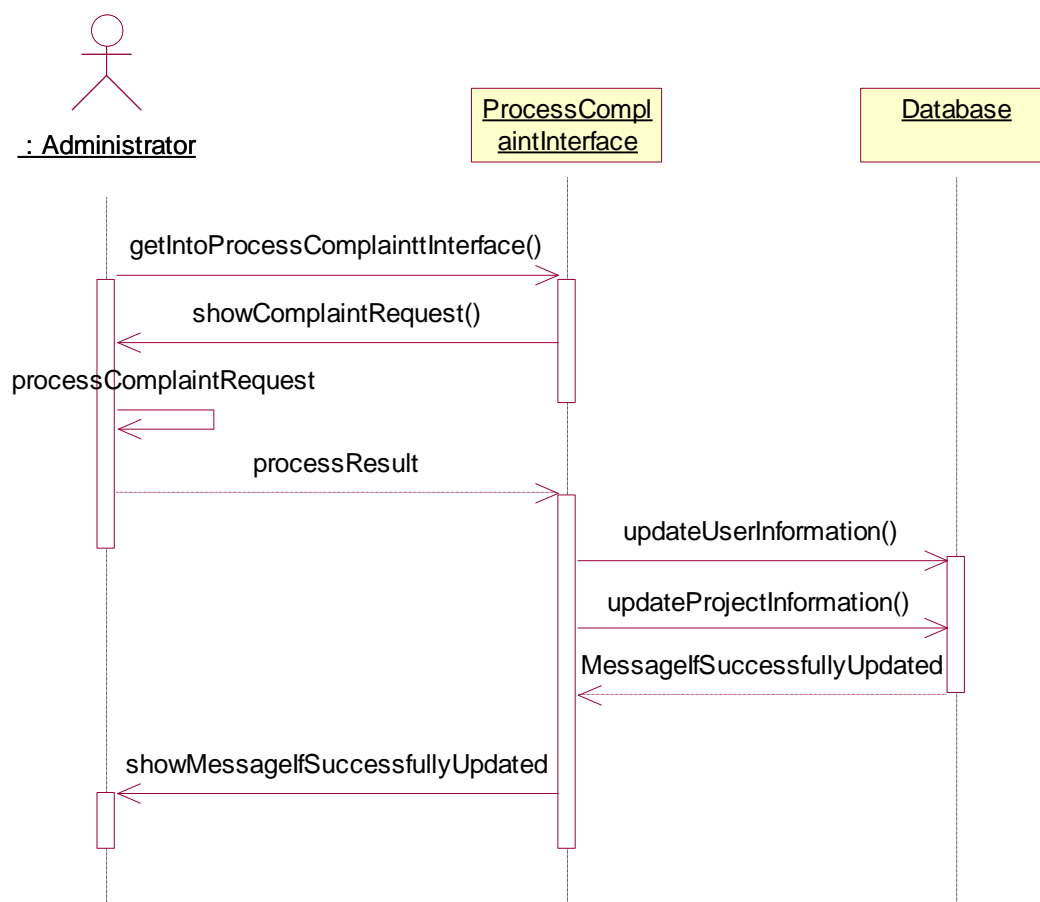 : Administrator
ProcessCompl
aintInterface
Database
getIntoProcessComplainttInterface()
showComplaintRequest()
processComplaintRequest
processResult
updateUserInformation()
updateProjectInformation()
MessageIfSuccessfullyUpdated
showMessageIfSuccessfullyUpdated